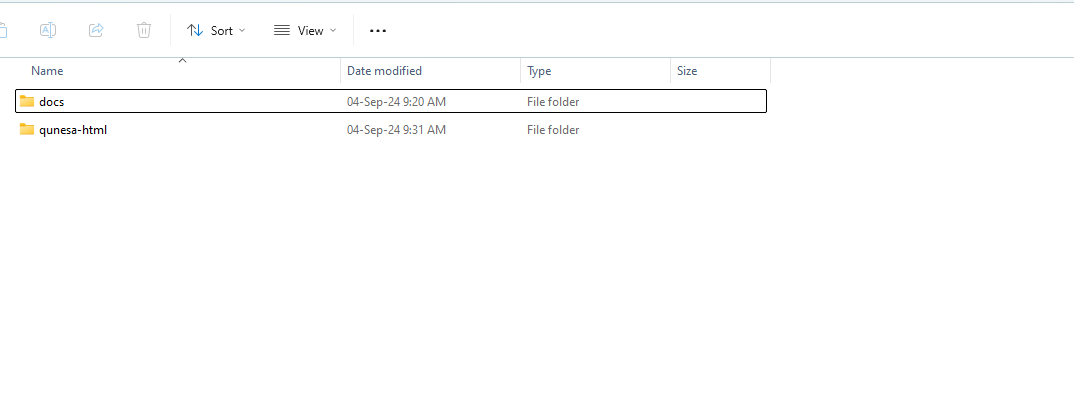 Sort View
Name Date modified Type Size
docs 04-Sep-24 9:20 AM File folder
qunesa-html 04-Sep-24 9:31 AM File folder